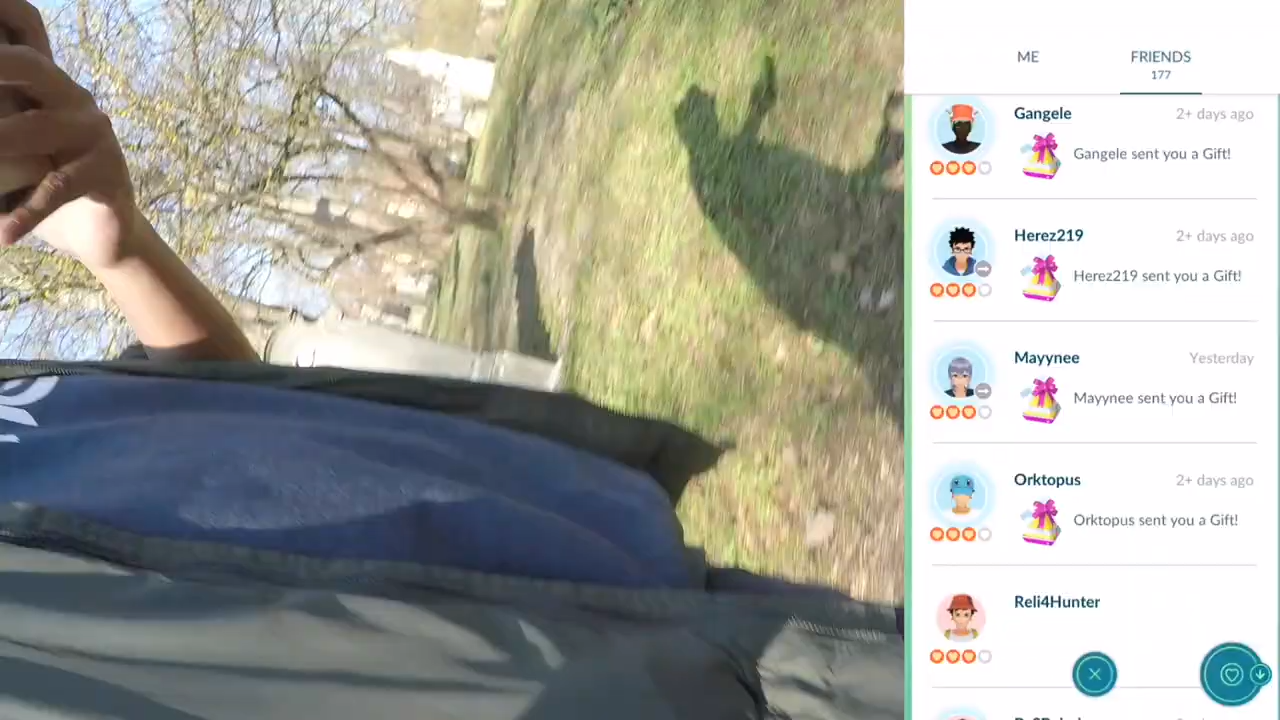 ME
FRIENDS
177
Gangele
2+ days ago
Gangele sent you a Gift!
Herez219
2+ days ago
Herez219 sent you a Gift!
Mayynee
Yesterday
Mayynee sent you a Gift!
Orktopus
2+ days ago
Orktopus sent you a Gift!
Reli4Hunter